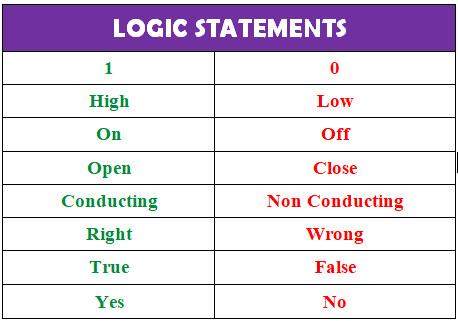 LOGIC STATEMENTS
1 0
High Low
On Off
Open Close
Conducting Non Conducting
Right Wrong
True False
Yes No